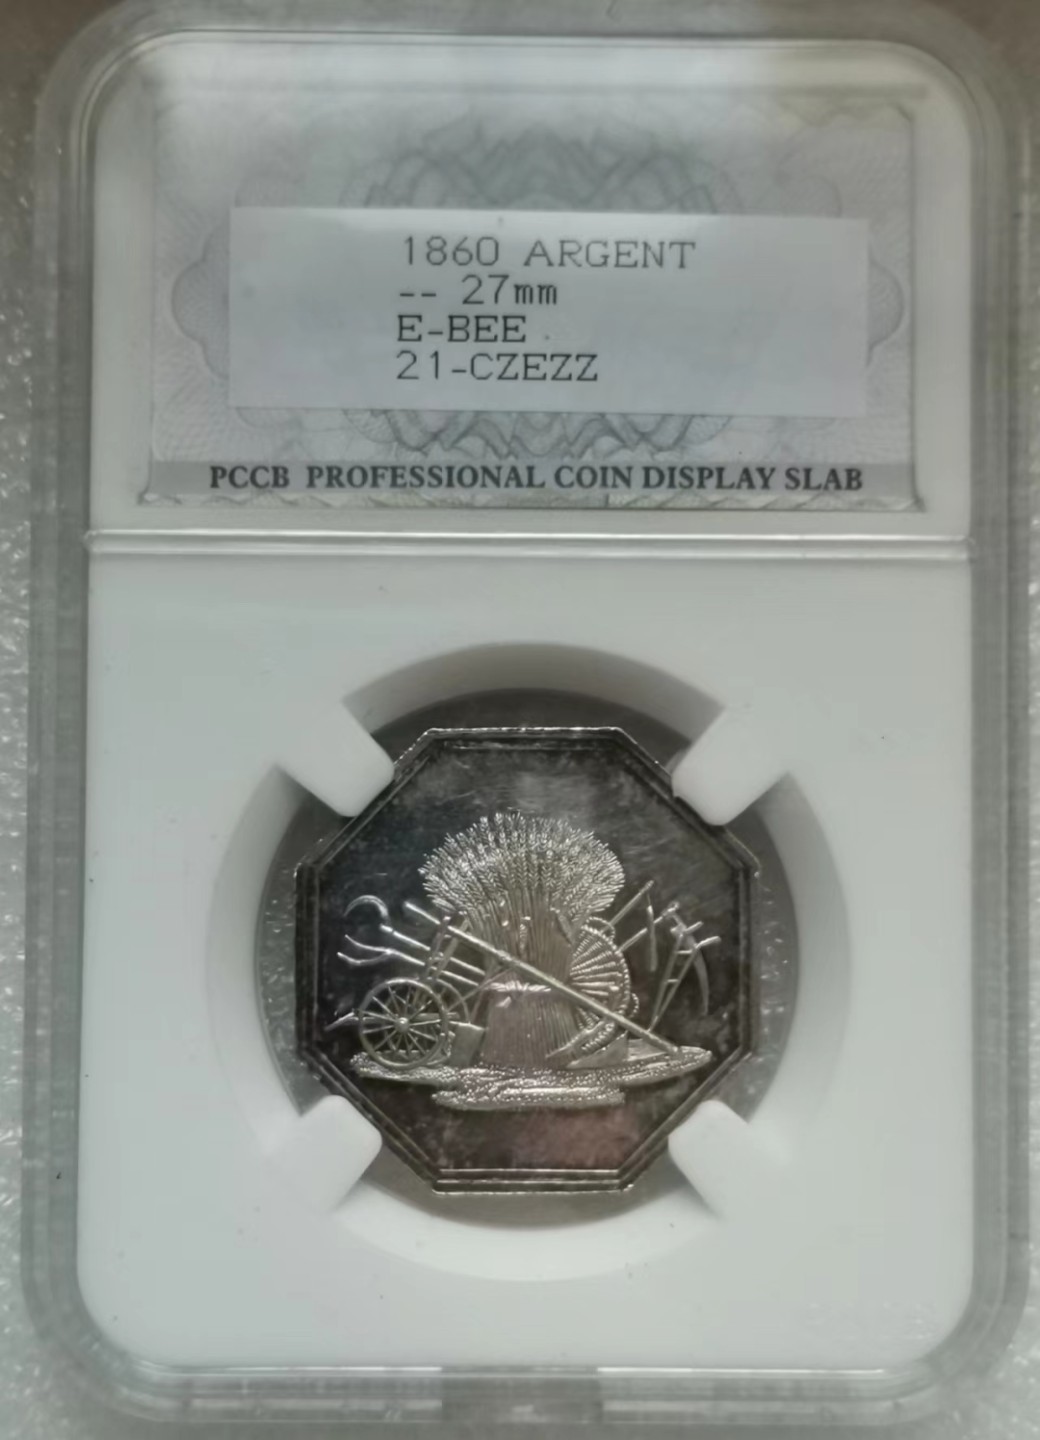 1860 ARGENT
-- 27mm
E-BEE
21-CZEZZ
PCCB PROFESSIONAL COIN DISPLAY SLAB